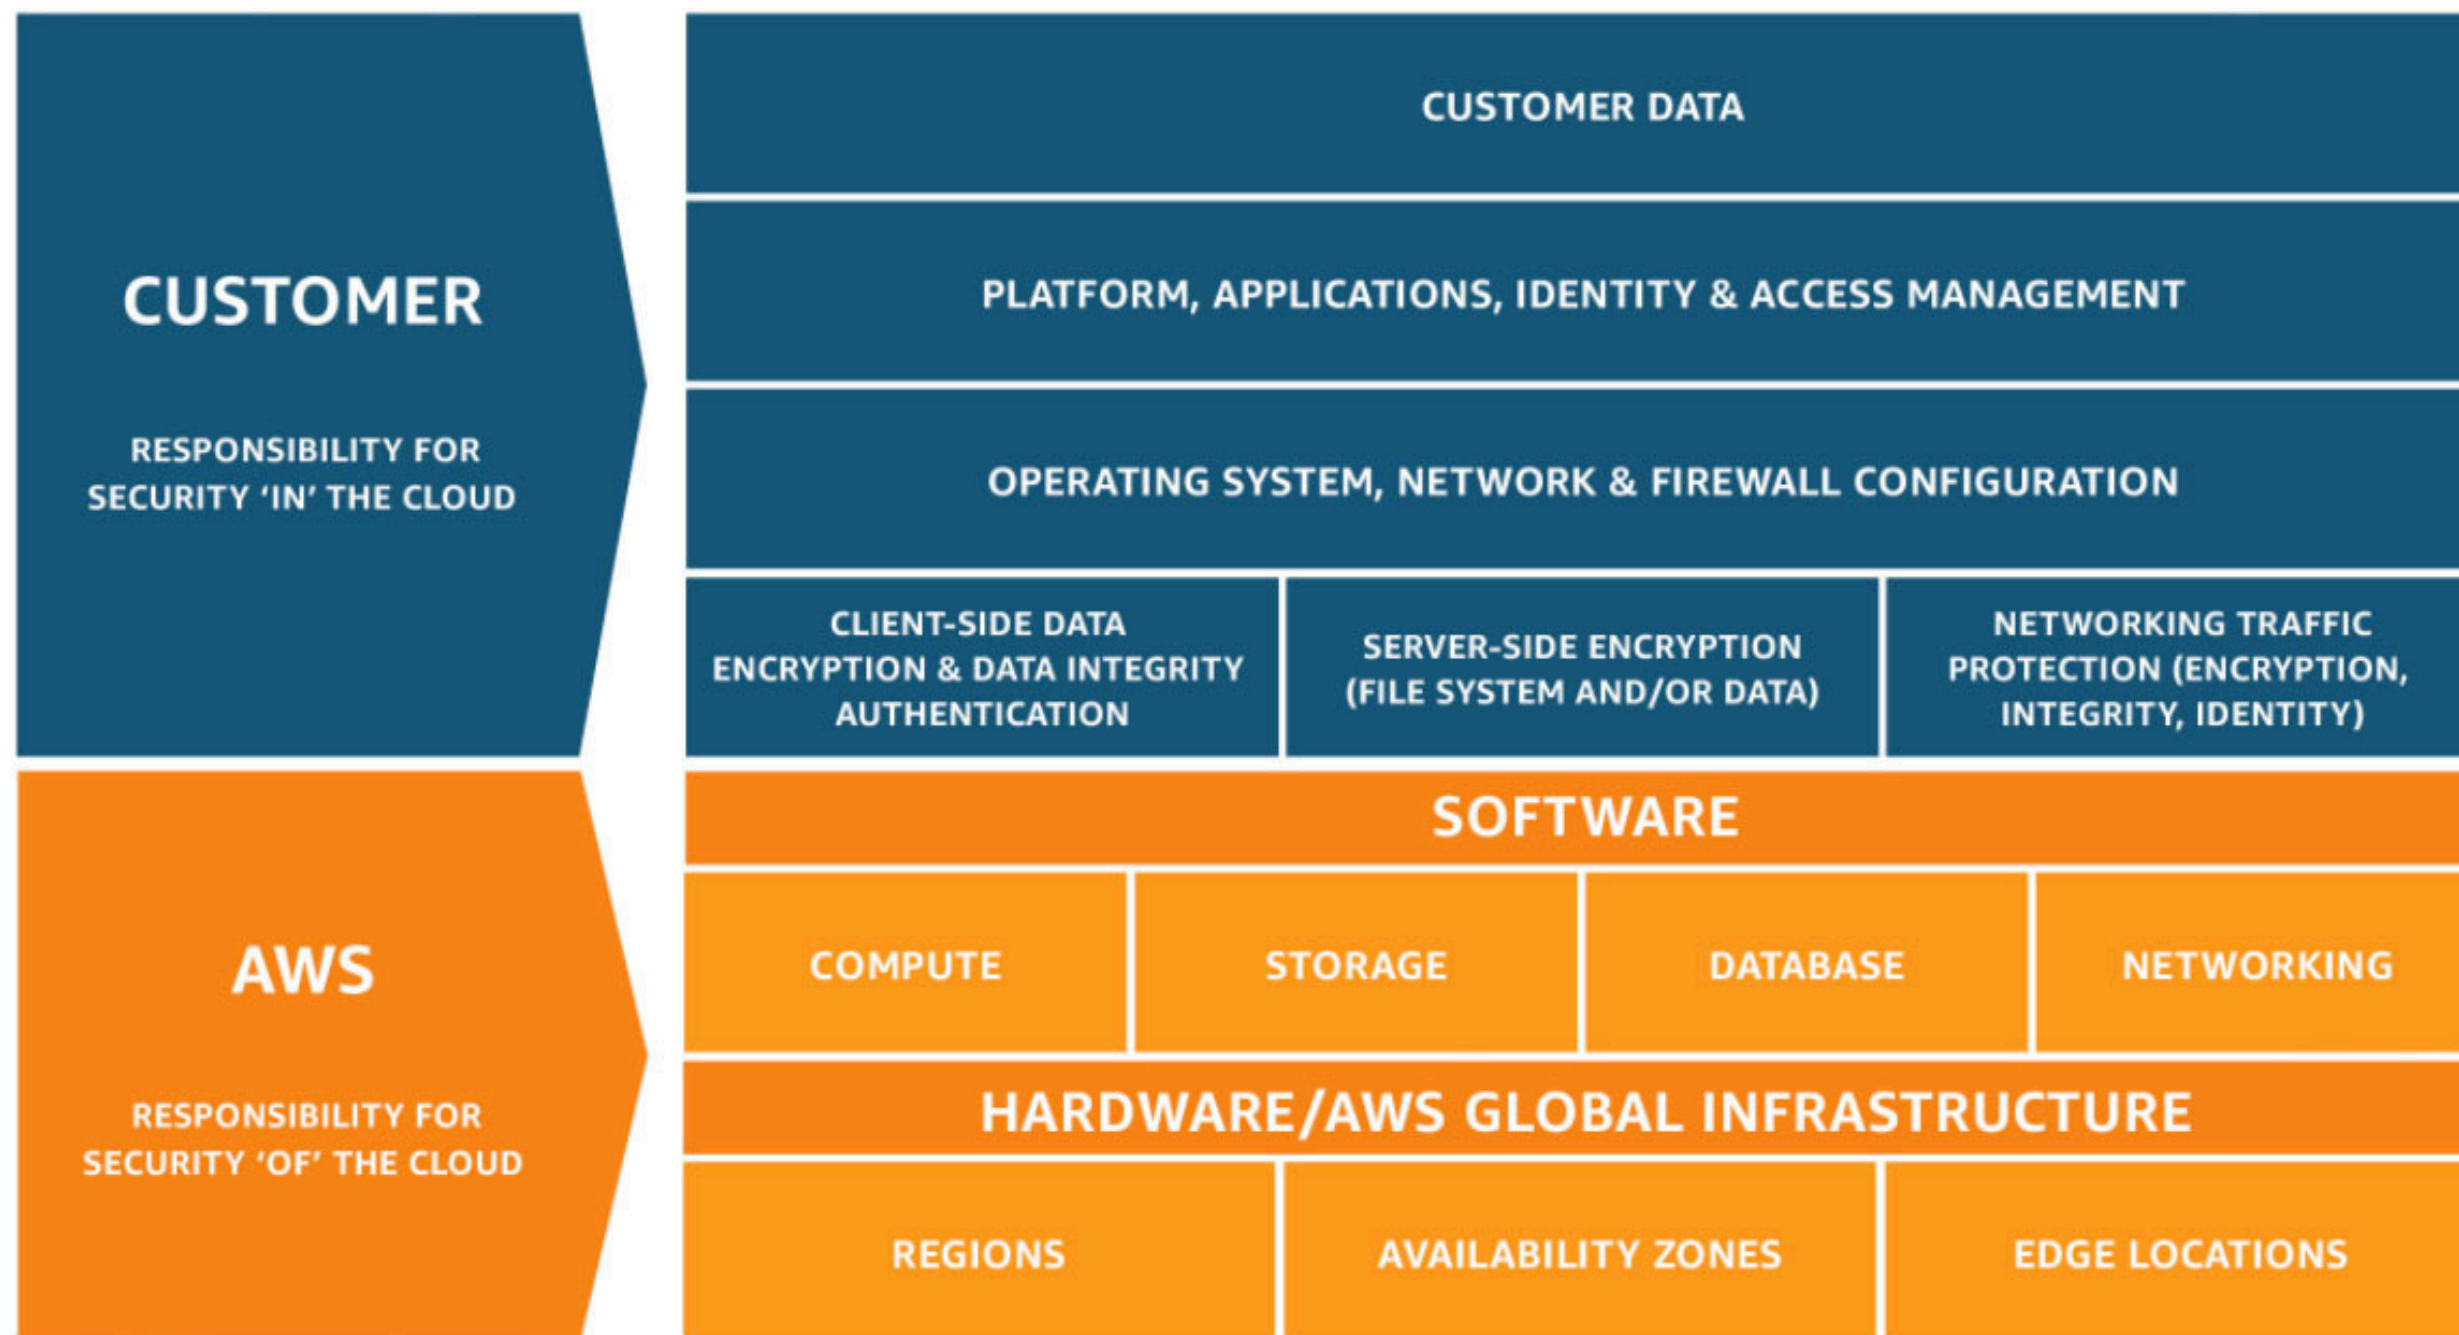 CUSTOMER
RESPONSIBILITY FOR
SECURITY ‘IN’ THE CLOUD
CUSTOMER DATA
PLATFORM, APPLICATIONS, IDENTITY & ACCESS MANAGEMENT
OPERATING SYSTEM, NETWORK & FIREWALL CONFIGURATION
CLIENT-SIDE DATA
ENCRYPTION & DATA INTEGRITY
AUTHENTICATION
SERVER-SIDE ENCRYPTION
(FILE SYSTEM AND/OR DATA)
NETWORKING TRAFFIC
PROTECTION (ENCRYPTION,
INTEGRITY, IDENTITY)
AWS
RESPONSIBILITY FOR
SECURITY ‘OF’ THE CLOUD
SOFTWARE
COMPUTE
STORAGE
DATABASE
NETWORKING
HARDWARE/AWS GLOBAL INFRASTRUCTURE
REGIONS
AVAILABILITY ZONES
EDGE LOCATIONS